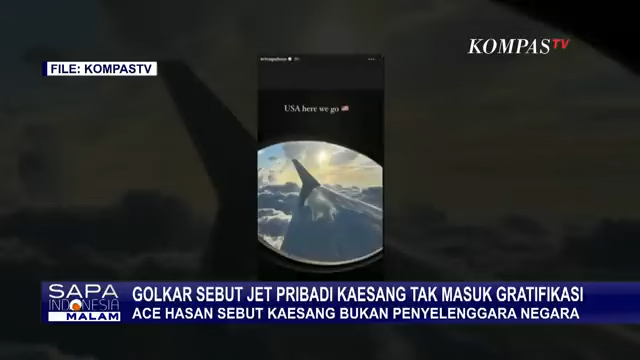 KOMPASTV
FILE: KOMPASTV
USA here we go 🇺🇸
SAPA
INDONESIA
MALAM
GOLKAR SEBUT JET PRIBADI KAESANG TAK MASUK GRATIFIKASI
ACE HASAN SEBUT KAESANG BUKAN PENYELENGGARA NEGARA